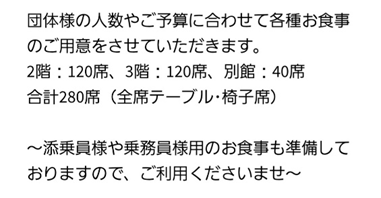 団体様の人数やご予算に合わせて各種お食事
のご用意をさせていただきます。
2階：120席、3階：120席、別館：40席
合計280席（全席テーブル･椅子席）
～添乗員様や乗務員様用のお食事も準備して
おりますので、ご利用くださいませ～